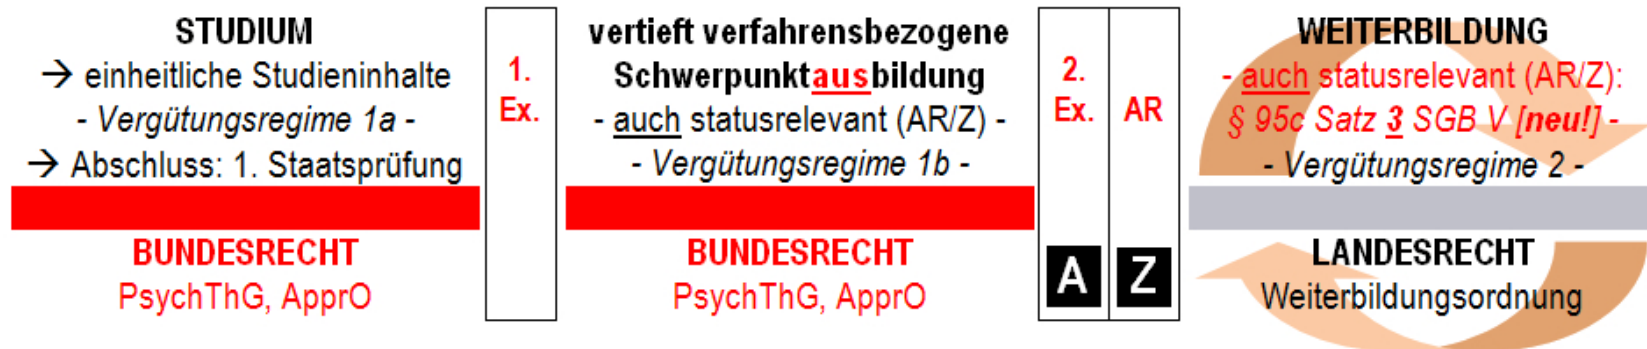 STUDIUM
→ einheitliche Studieninhalte
- Vergütungsregime 1a -
→ Abschluss: 1. Staatsprüfung
BUNDESRECHT
PsychThG, ApprO
1.
Ex.
vertieft verfahrensbezogene
Schwerpunktausbildung
- auch statusrelevant (AR/Z) -
- Vergütungsregime 1b -
BUNDESRECHT
PsychThG, ApprO
2.
Ex.
A
AR
Z
WEITERBILDUNG
- auch statusrelevant (AR/Z):
§ 95c Satz 3 SGB V [neu!] -
- Vergütungsregime 2 -
LANDESRECHT
Weiterbildungsordnung